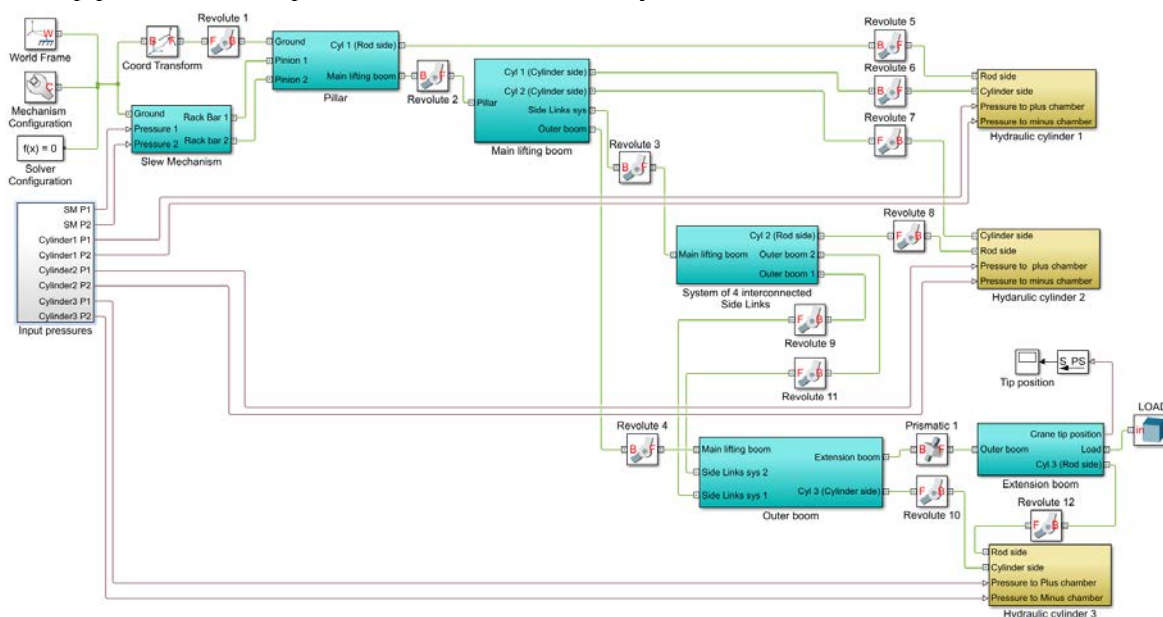 Revolute 1
Revolute 5
W
World Frame
B F
Coord Transform
F B
Ground
Pinion 1
Pinion 2
Cyl 1 (Rod side)
Main lifting boom
Pillar
B F
Revolute 2
B F
Revolute 6
B F
Rod side
Cylinder side
Pressure to plus chamber
Pressure to minus chamber
Hydraulic cylinder 1
C
Mechanism
Configuration
Ground
Pressure 1
Pressure 2
Rack Bar 1
Rack bar 2
Slew Mechanism
Pillar
Cyl 1 (Cylinder side)
Cyl 2 (Cylinder side)
Side Links sys
Outer boom
Main lifting boom
Revolute 7
B F
f(x) = 0
Solver
Configuration
Revolute 3
B F
SM P1
SM P2
Cylinder1 P1
Cylinder1 P2
Cylinder2 P1
Cylinder2 P2
Cylinder3 P1
Cylinder3 P2
Input pressures
Revolute 8
F B
Main lifting boom
Cyl 2 (Rod side)
Outer boom 2
Outer boom 1
System of 4 interconnected
Side Links
Cylinder side
Rod side
Pressure to plus chamber
Pressure to minus chamber
Hydarulic cylinder 2
F B
Revolute 9
F B
Revolute 11
S PS
Tip position
LOAD
in
Revolute 4
B F
Main lifting boom
Side Links sys 2
Side Links sys 1
Extension boom
Cyl 3 (Cylinder side)
Outer boom
Prismatic 1
B F
Revolute 10
F B
Outer boom
Crane tip position
Load
Cyl 3 (Rod side)
Extension boom
Revolute 12
F B
Rod side
Cylinder side
Pressure to Plus chamber
Pressure to Minus chamber
Hydraulic cylinder 3